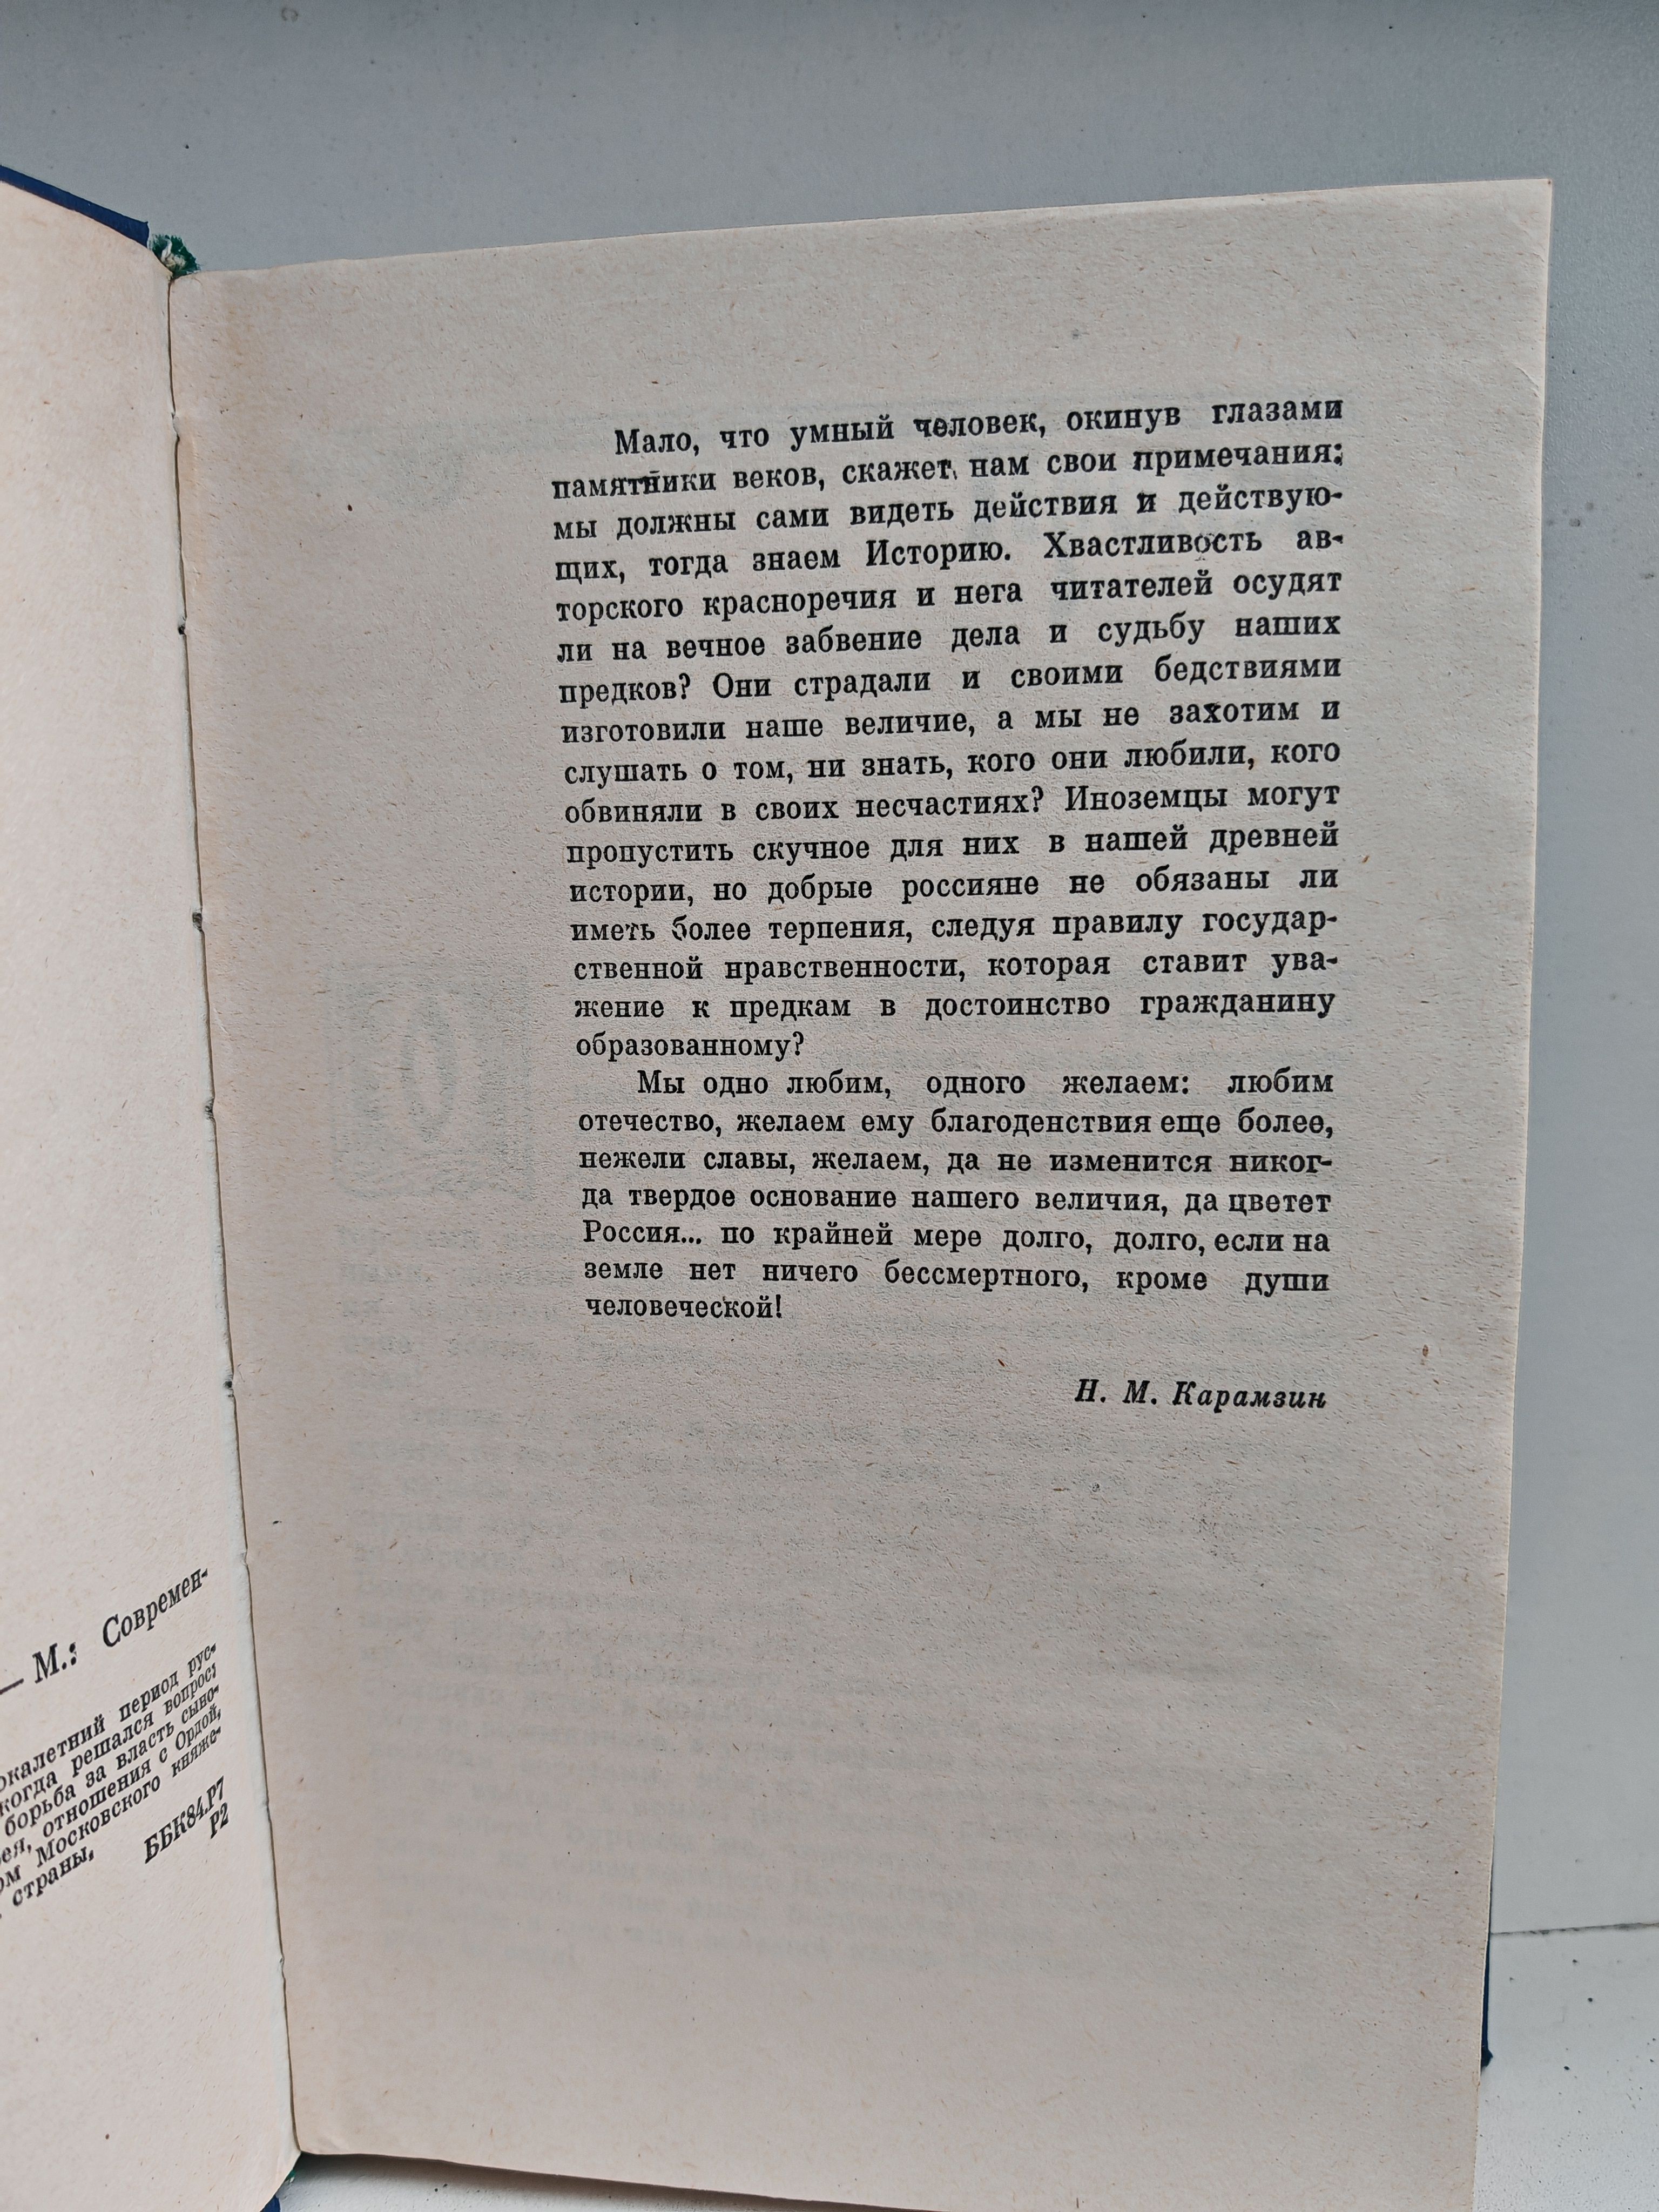 — М.: Современ-
период рус-
когда решался вопрос:
борьба за власть сыно-
отношения с Ордой,
Московского княже-
страны.
ББК84.Р7
Р2
Мало, что умный человек, окинув глазами
памятники веков, скажет нам свои примечания;
мы должны сами видеть действия и действую-
щих, тогда знаем Историю. Хвастливость ав-
торского красноречия и нега читателей осудят
ли на вечное забвение дела и судьбу наших
предков? Они страдали и своими бедствиями
изготовили наше величие, а мы не захотим и
слушать о том, ни знать, кого они любили, кого
обвиняли в своих несчастиях? Иноземцы могут
пропустить скучное для них в нашей древней
истории, но добрые россияне не обязаны ли
иметь более терпения, следуя правилу государ-
ственной нравственности, которая ставит ува-
жение к предкам в достоинство гражданину
образованному?
Мы одно любим, одного желаем: любим
отечество, желаем ему благоденствия еще более,
нежели славы, желаем, да не изменится никог-
да твердое основание нашего величия, да цветет
Россия... по крайней мере долго, долго, если на
земле нет ничего бессмертного, кроме души
человеческой!
Н. М. Карамзин